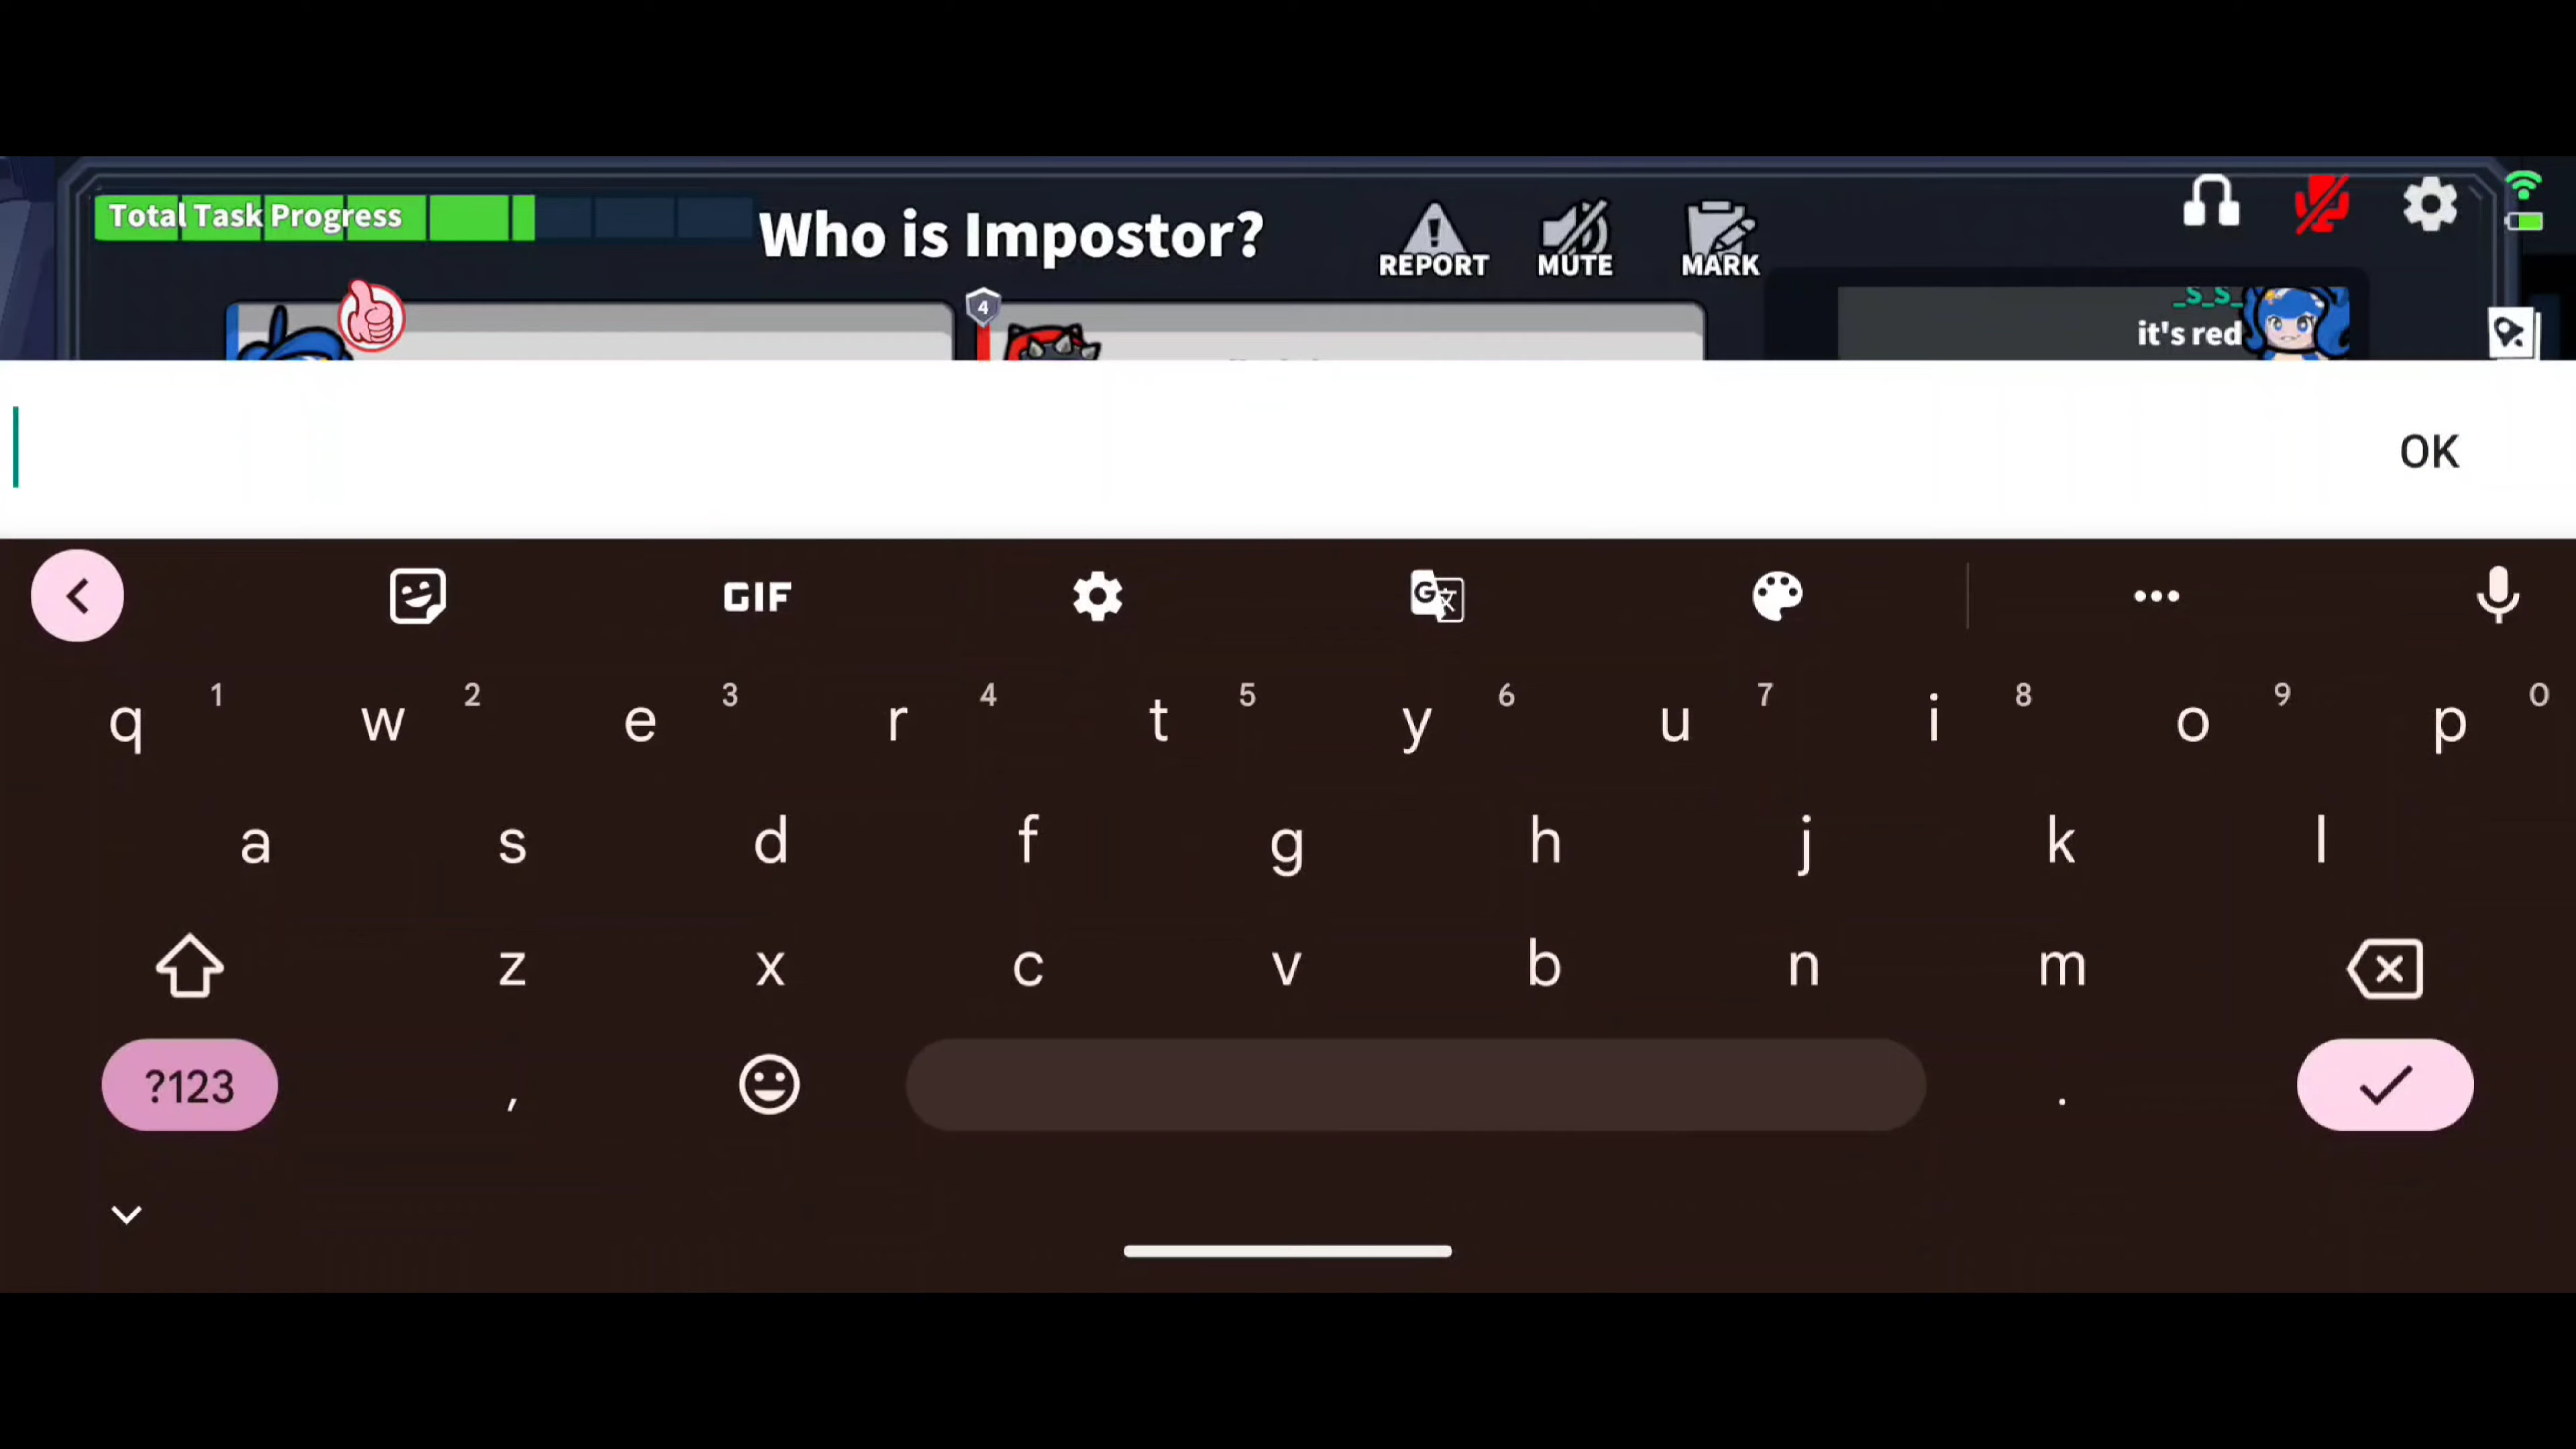 Total Task Progress
Who is Impostor?
REPORT
MUTE
MARK
4
_S_S_
it's red
OK
GIF
q 1 w 2 e 3 r 4 t 5 y 6 u 7 i 8 o 9 p 0
a s d f g h j k l
z x c v b n m
?123 , .